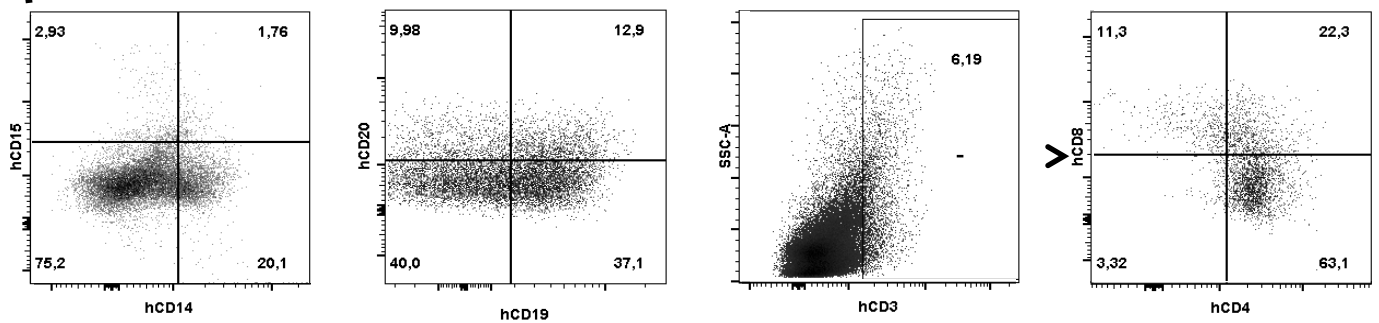 2,93
1,76
hCD15
75,2
20,1
hCD14
9,98
12,9
hCD20
40,0
37,1
hCD19
6,19
SSC-A
-
hCD3
11,3
22,3
hCD8
3,32
63,1
hCD4